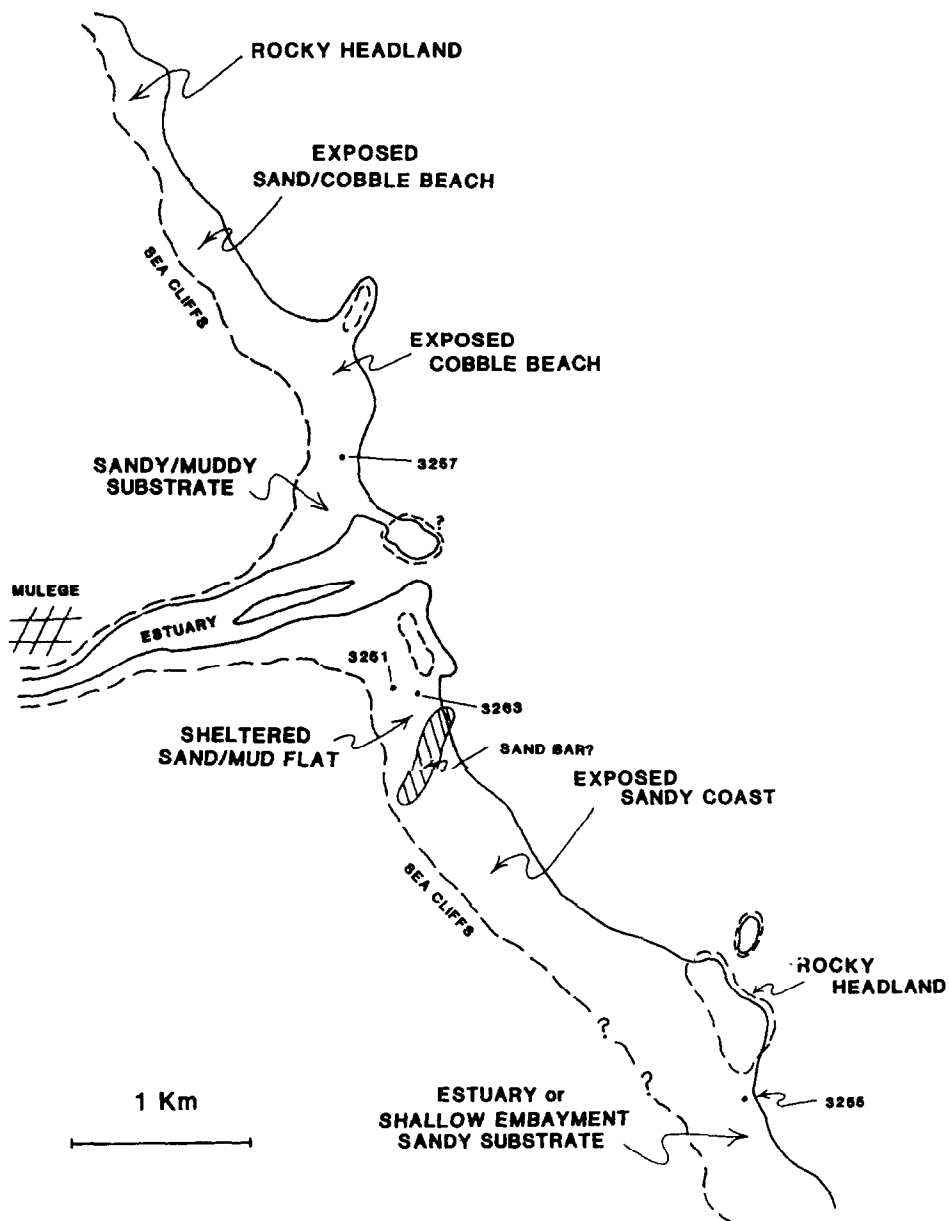 ROCKY HEADLAND
EXPOSED
SAND/COBBLE BEACH
SEA CLIFFS
EXPOSED
COBBLE BEACH
SANDY/MUDDY
SUBSTRATE
3257
?
MULEGE
ESTUARY
3251
3253
SHELTERED
SAND/MUD FLAT
SAND BAR?
EXPOSED
SANDY COAST
SEA CLIFFS
ROCKY
HEADLAND
?
?
1 Km
ESTUARY or
SHALLOW EMBAYMENT
SANDY SUBSTRATE
3255